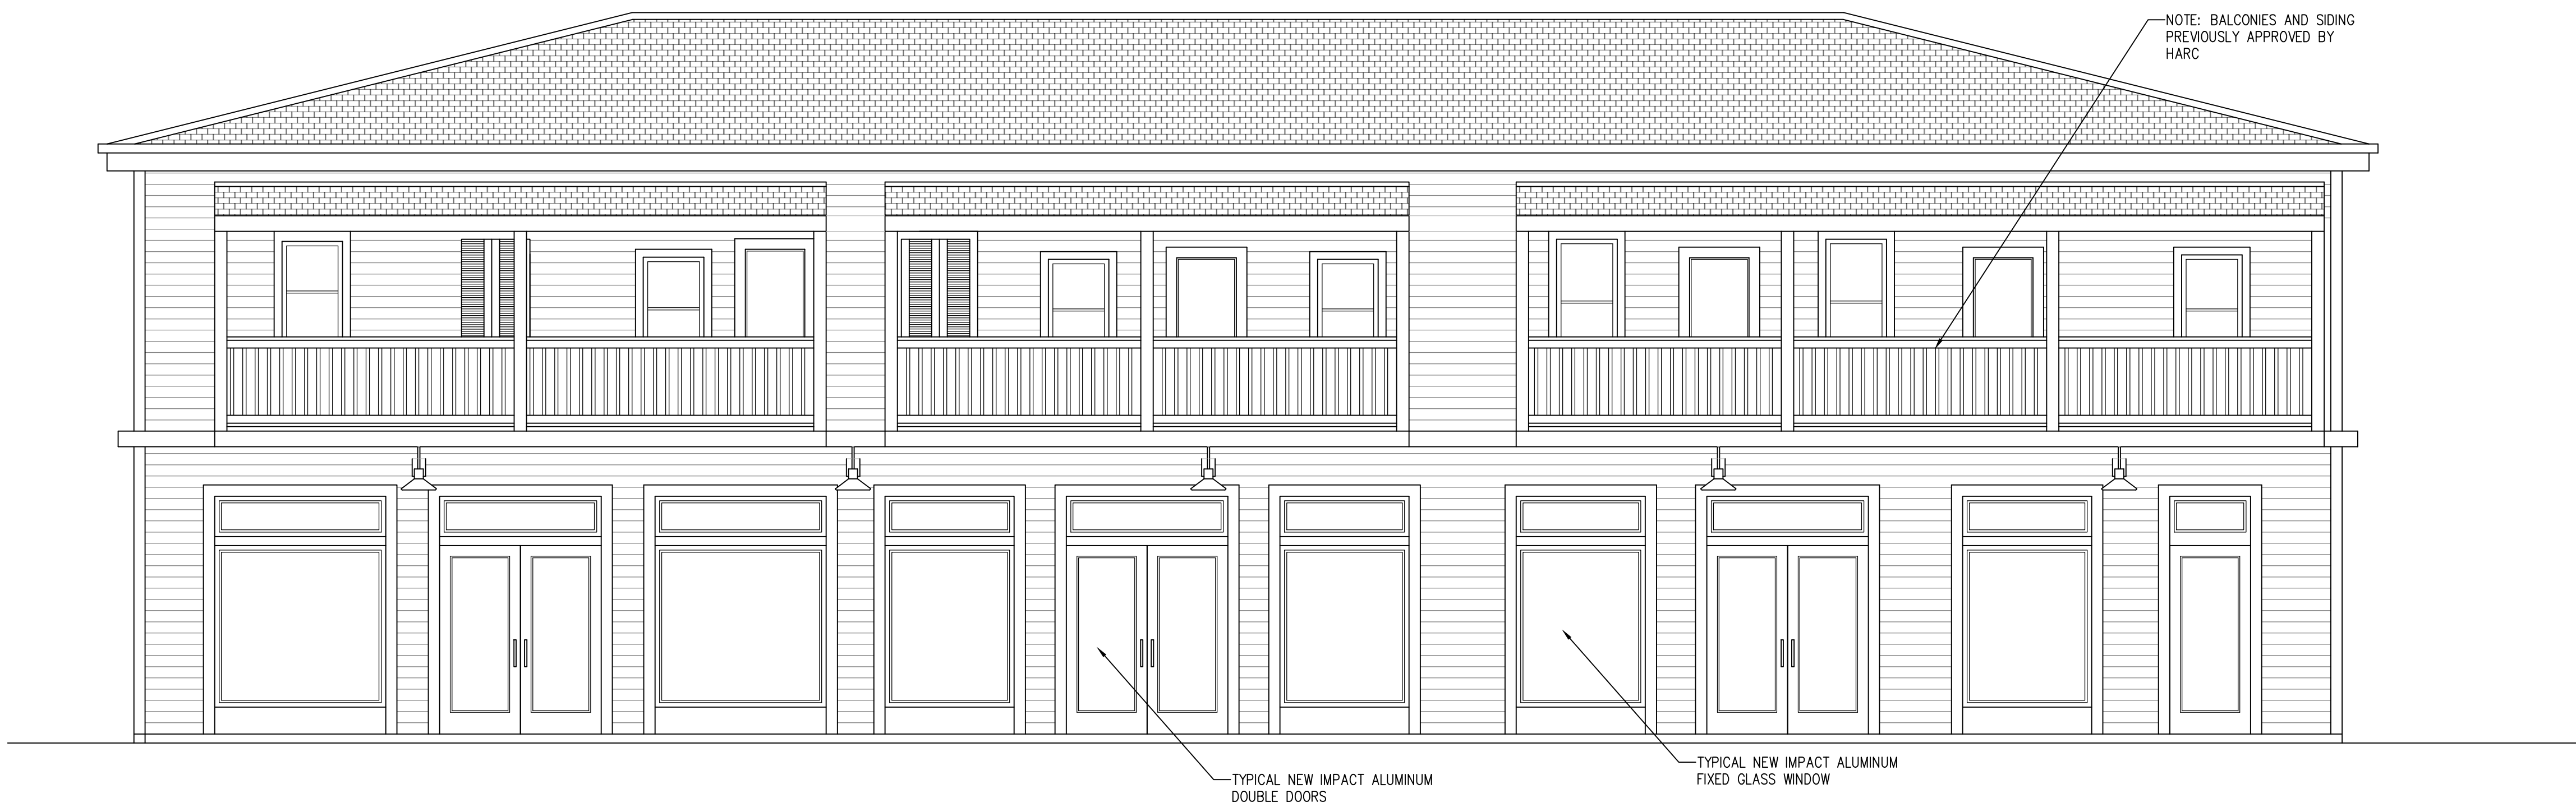 NOTE: BALCONIES AND SIDING
PREVIOUSLY APPROVED BY
HARC
TYPICAL NEW IMPACT ALUMINUM
FIXED GLASS WINDOW
TYPICAL NEW IMPACT ALUMINUM
DOUBLE DOORS